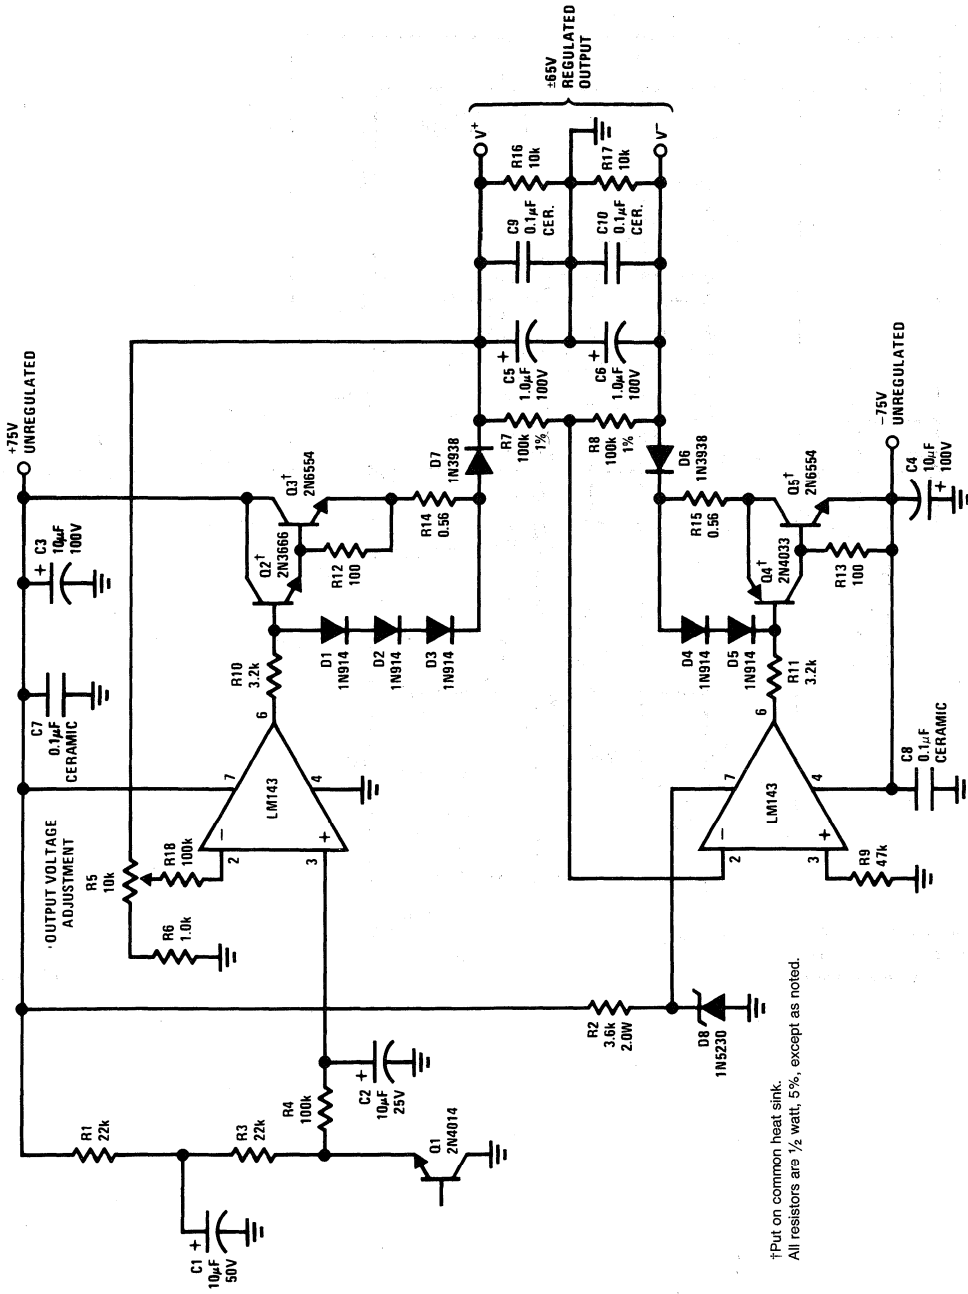 ±65V
REGULATED
OUTPUT
V+
R16
10k
C9
0.1µF
CER.
R17
10k
C10
0.1µF
CER.
V−
C5
1.0µF
100V
+
C6
1.0µF
100V
+
R7
100k
1%
R8
100k
1%
+75V
UNREGULATED
−75V
UNREGULATED
D7
1N3938
D6
1N3938
C3
10µF
100V
+
C4
10µF
100V
+
Q3†
2N6554
Q2†
2N3666
R12
100
R14
0.56
R15
0.56
Q5†
2N6554
Q4†
2N4033
R13
100
R10
3.2k
D1
1N914
D2
1N914
D3
1N914
D4
1N914
D5
1N914
R11
3.2k
C7
0.1µF
CERAMIC
C8
0.1µF
CERAMIC
6
7
4
LM143
−
+
2
3
6
7
4
LM143
−
+
2
3
OUTPUT VOLTAGE
ADJUSTMENT
R5
10k
R18
100k
R6
1.0k
R9
47k
R2
3.6k
2.0W
D8
1N5230
R1
22k
R3
22k
R4
100k
C2
10µF
25V
+
Q1
2N4014
C1
10µF
50V
+
†Put on common heat sink.
All resistors are ½ watt, 5%, except as noted.